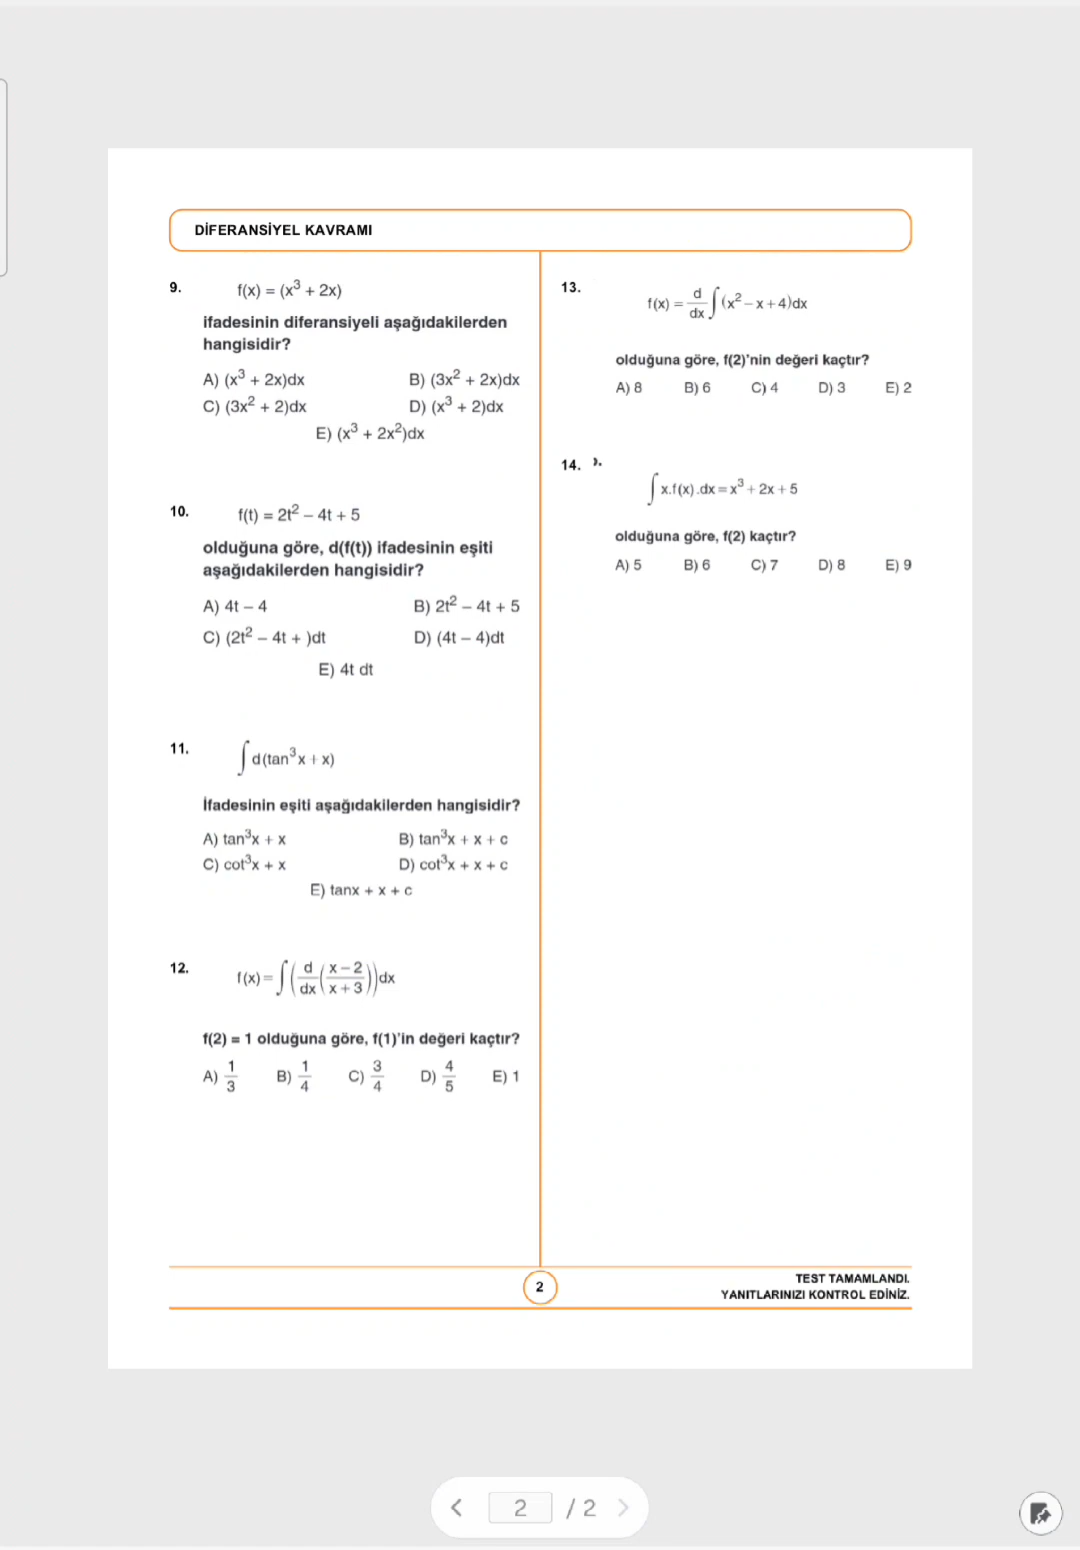 DİFERANSİYEL KAVRAMI
9. f(x) = (x³ + 2x)
ifadesinin diferansiyeli aşağıdakilerden
hangisidir?
A) (x³ + 2x)dx B) (3x² + 2x)dx
C) (3x² + 2)dx D) (x³ + 2)dx
E) (x³ + 2x²)dx
10. f(t) = 2t² – 4t + 5
olduğuna göre, d(f(t)) ifadesinin eşiti
aşağıdakilerden hangisidir?
A) 4t – 4 B) 2t² – 4t + 5
C) (2t² – 4t + )dt D) (4t – 4)dt
E) 4t dt
11. ∫ d(tan³x + x)
İfadesinin eşiti aşağıdakilerden hangisidir?
A) tan³x + x B) tan³x + x + c
C) cot³x + x D) cot³x + x + c
E) tanx + x + c
12. f(x) = ∫ (d/dx ((x – 2)/(x + 3))) dx
f(2) = 1 olduğuna göre, f(1)'in değeri kaçtır?
A) 1/3 B) 1/4 C) 3/4 D) 4/5 E) 1
13. f(x) = d/dx ∫ (x² – x + 4)dx
olduğuna göre, f(2)'nin değeri kaçtır?
A) 8 B) 6 C) 4 D) 3 E) 2
14.
∫ x.f(x).dx = x³ + 2x + 5
olduğuna göre, f(2) kaçtır?
A) 5 B) 6 C) 7 D) 8 E) 9
2
TEST TAMAMLANDI.
YANITLARINIZI KONTROL EDİNİZ.
2 / 2